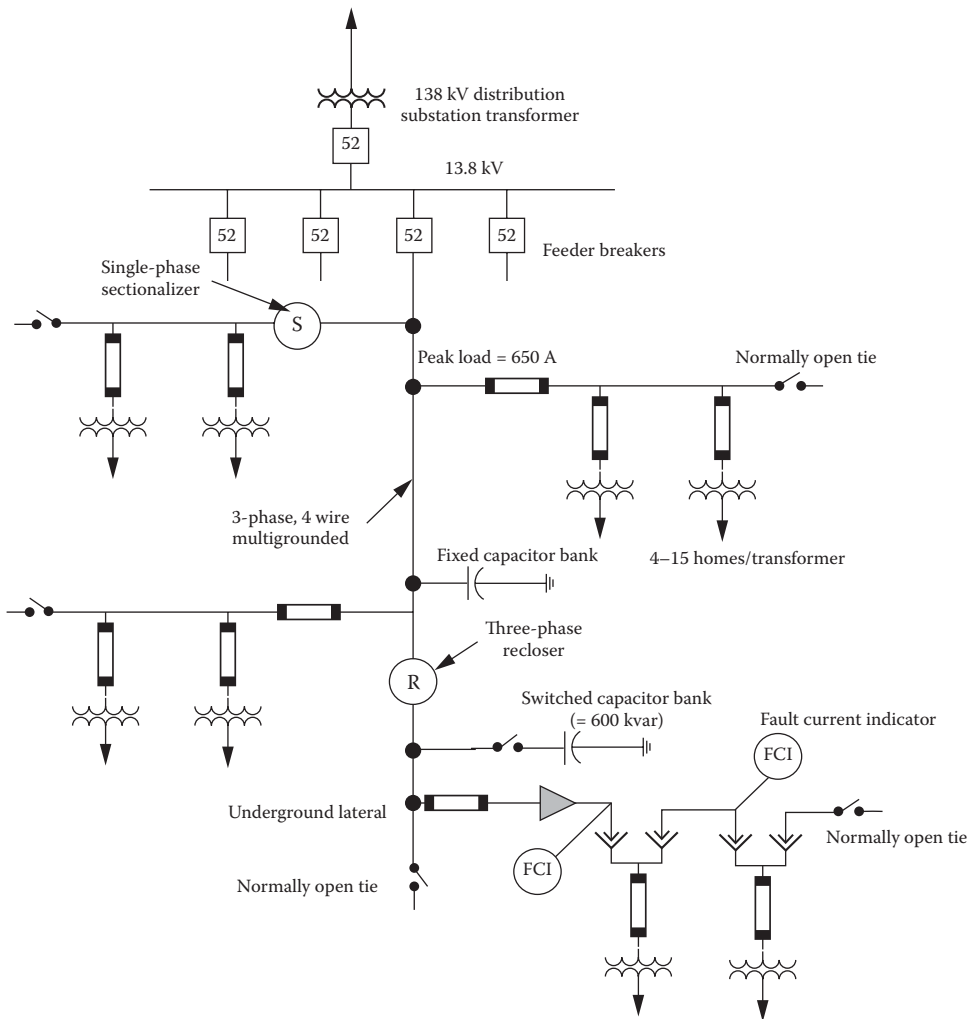 138 kV distribution
substation transformer
52
13.8 kV
52
52
52
52
Feeder breakers
Single-phase
sectionalizer
S
Peak load = 650 A
Normally open tie
3-phase, 4 wire
multigrounded
4–15 homes/transformer
Fixed capacitor bank
Three-phase
recloser
R
Switched capacitor bank
(= 600 kvar)
Fault current indicator
FCI
Underground lateral
Normally open tie
FCI
Normally open tie